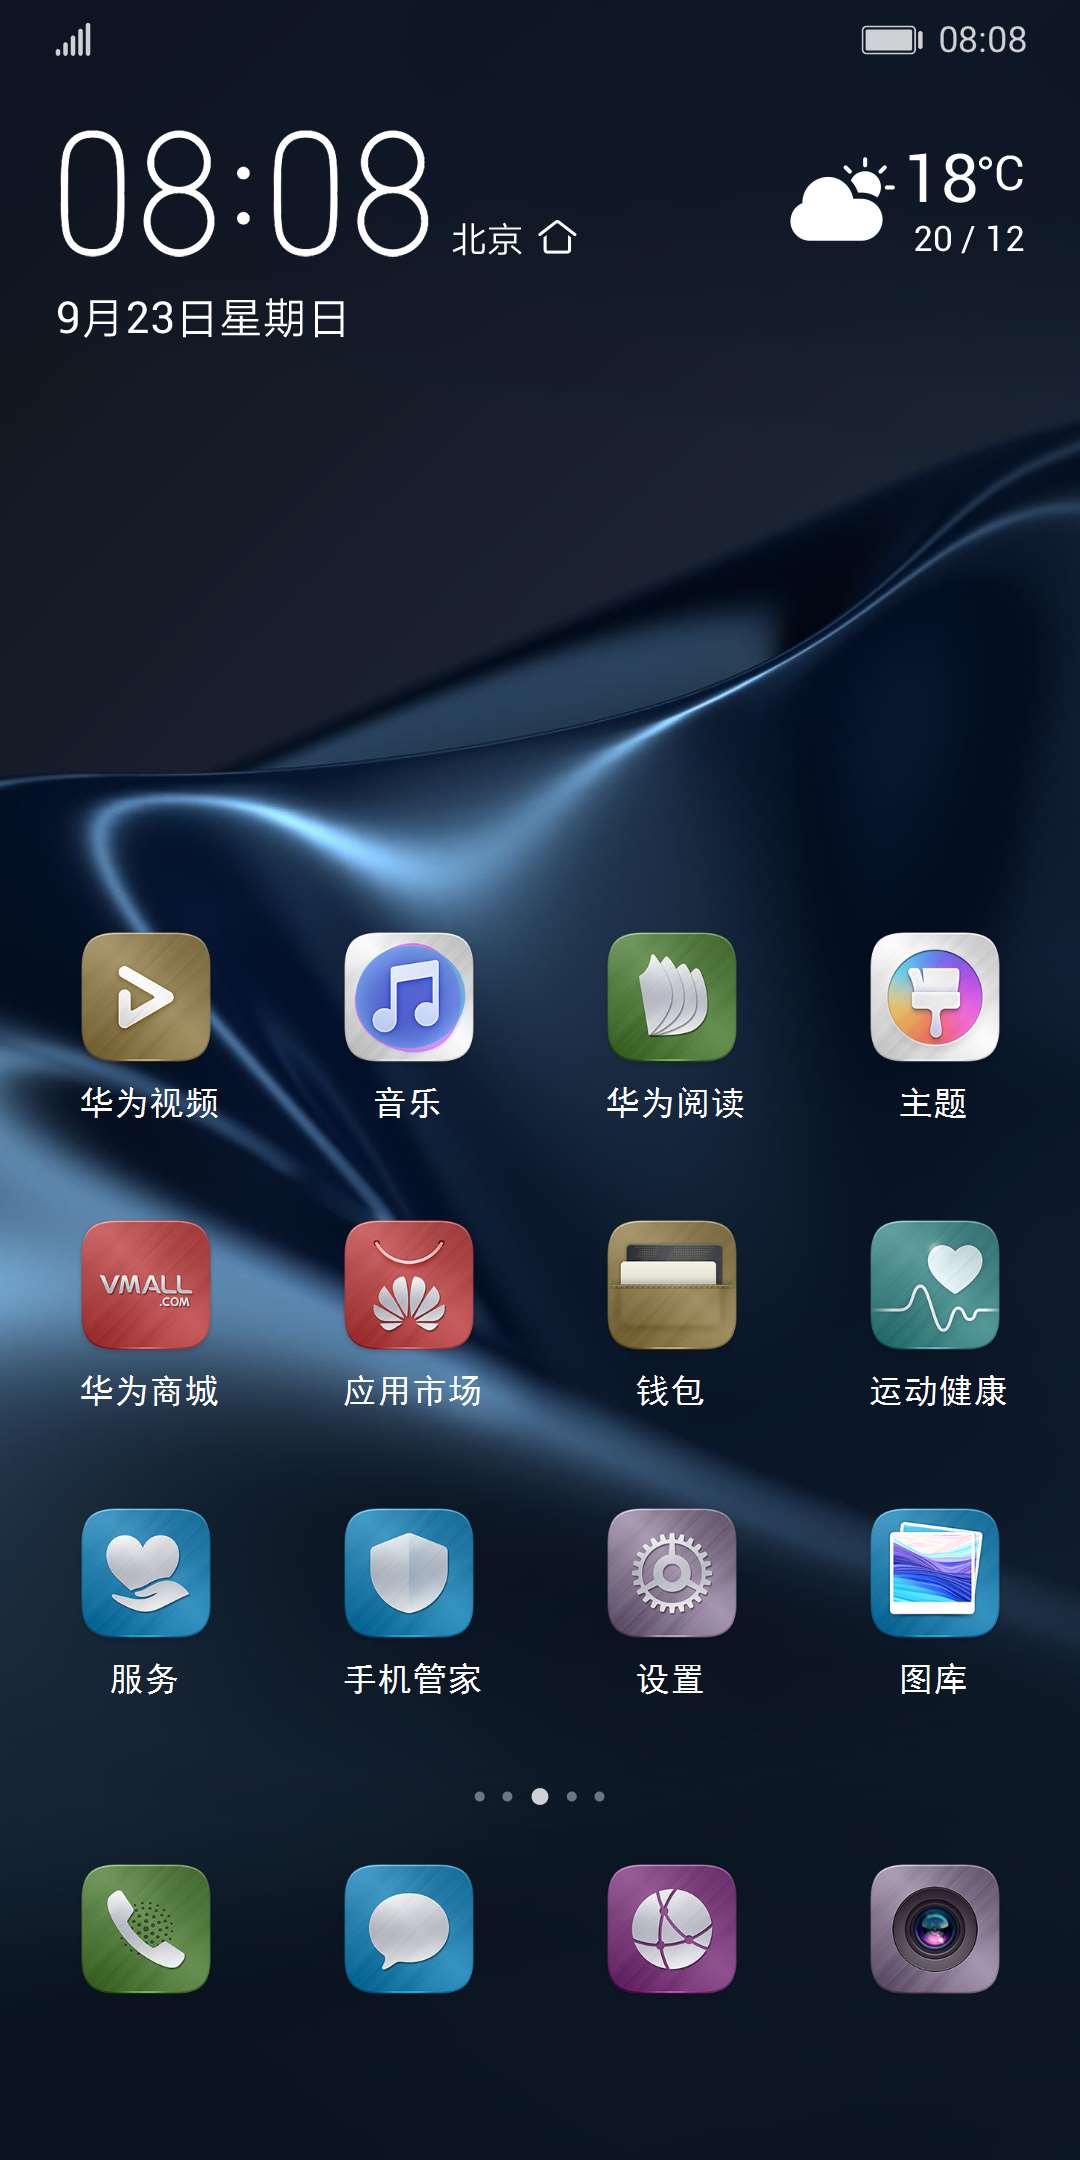 08:08
08:08 北京
18°C
20 / 12
9月23日星期日
华为视频 音乐 华为阅读 主题
VMALL
.COM
华为商城 应用市场 钱包 运动健康
服务 手机管家 设置 图库